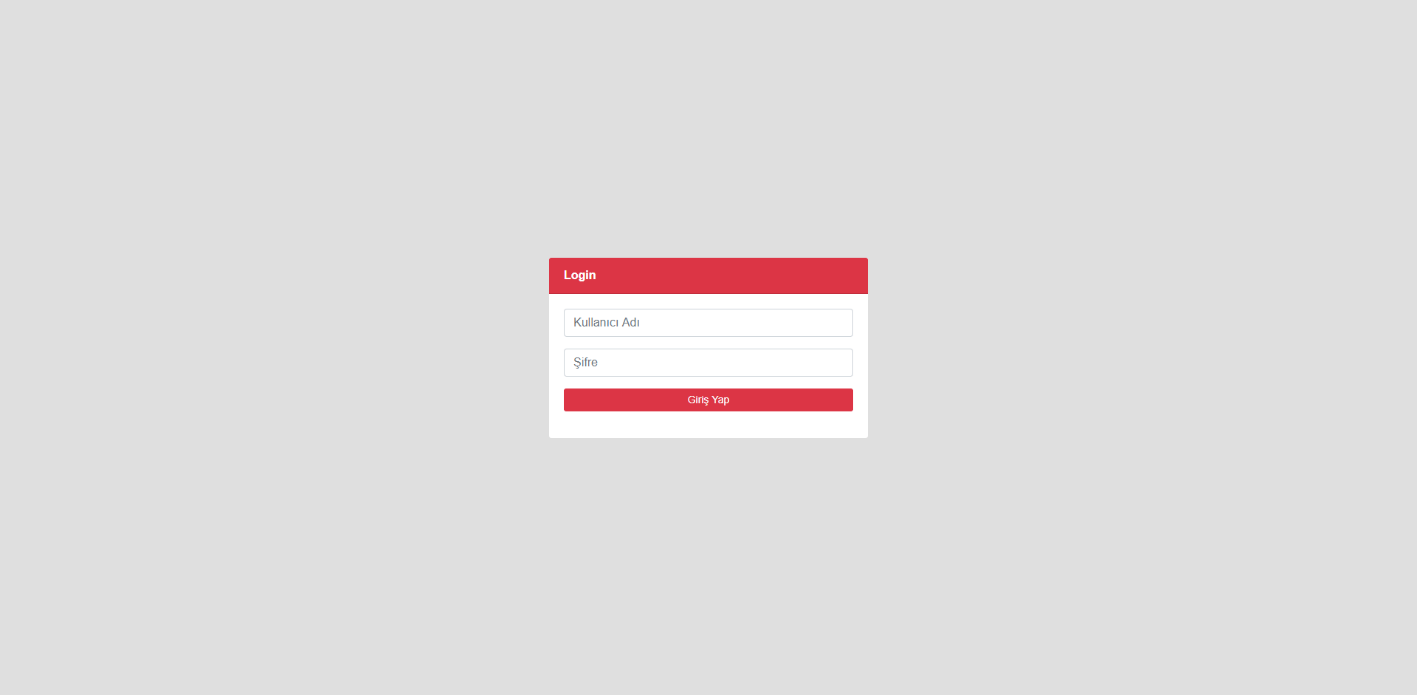 Login
Kullanıcı Adı
Şifre
Giriş Yap